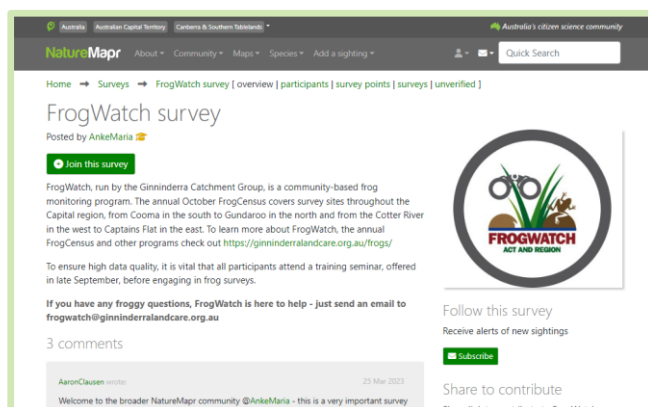 Australia Australian Capital Territory Canberra & Southern Tablelands Australia's citizen science community
NatureMapr About Community Maps Species Add a sighting Quick Search
Home → Surveys → FrogWatch survey [ overview | participants | survey points | surveys | unverified ]
FrogWatch survey
Posted by AnkeMaria
Join this survey
FrogWatch, run by the Ginninderra Catchment Group, is a community-based frog
monitoring program. The annual October FrogCensus covers survey sites throughout the
Capital region, from Cooma in the south to Gundaroo in the north and from the Cotter River
in the west to Captains Flat in the east. To learn more about FrogWatch, the annual
FrogCensus and other programs check out https://ginninderralandcare.org.au/frogs/
To ensure high data quality, it is vital that all participants attend a training seminar, offered
in late September, before engaging in frog surveys.
If you have any froggy questions, FrogWatch is here to help - just send an email to
frogwatch@ginninderralandcare.org.au
3 comments
AaronClausen wrote: 25 Mar 2023
Welcome to the broader NatureMapr community @AnkeMaria - this is a very important survey
FROGWATCH
ACT AND REGION
Follow this survey
Receive alerts of new sightings
Subscribe
Share to contribute